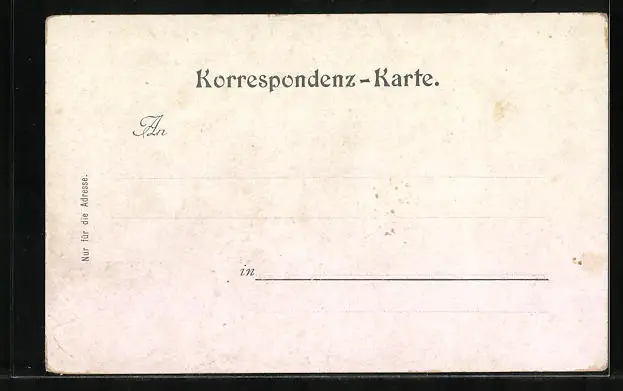 Korrespondenz-Karte.
An
Nur für die Adresse.
in